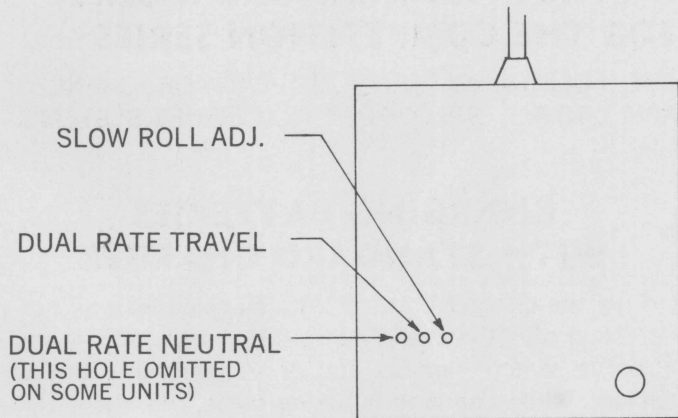 SLOW ROLL ADJ.
DUAL RATE TRAVEL
DUAL RATE NEUTRAL
(THIS HOLE OMITTED
ON SOME UNITS)